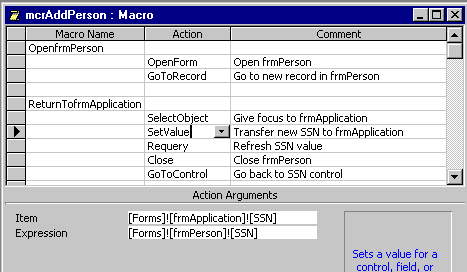 mcrAddPerson : Macro
Macro Name Action Comment
OpenfrmPerson
OpenForm Open frmPerson
GoToRecord Go to new record in frmPerson
ReturnTofrmApplication
SelectObject Give focus to frmApplication
SetValue Transfer new SSN to frmApplication
Requery Refresh SSN value
Close Close frmPerson
GoToControl Go back to SSN control
Action Arguments
Item [Forms]![frmApplication]![SSN]
Expression [Forms]![frmPerson]![SSN]
Sets a value for a
control, field, or